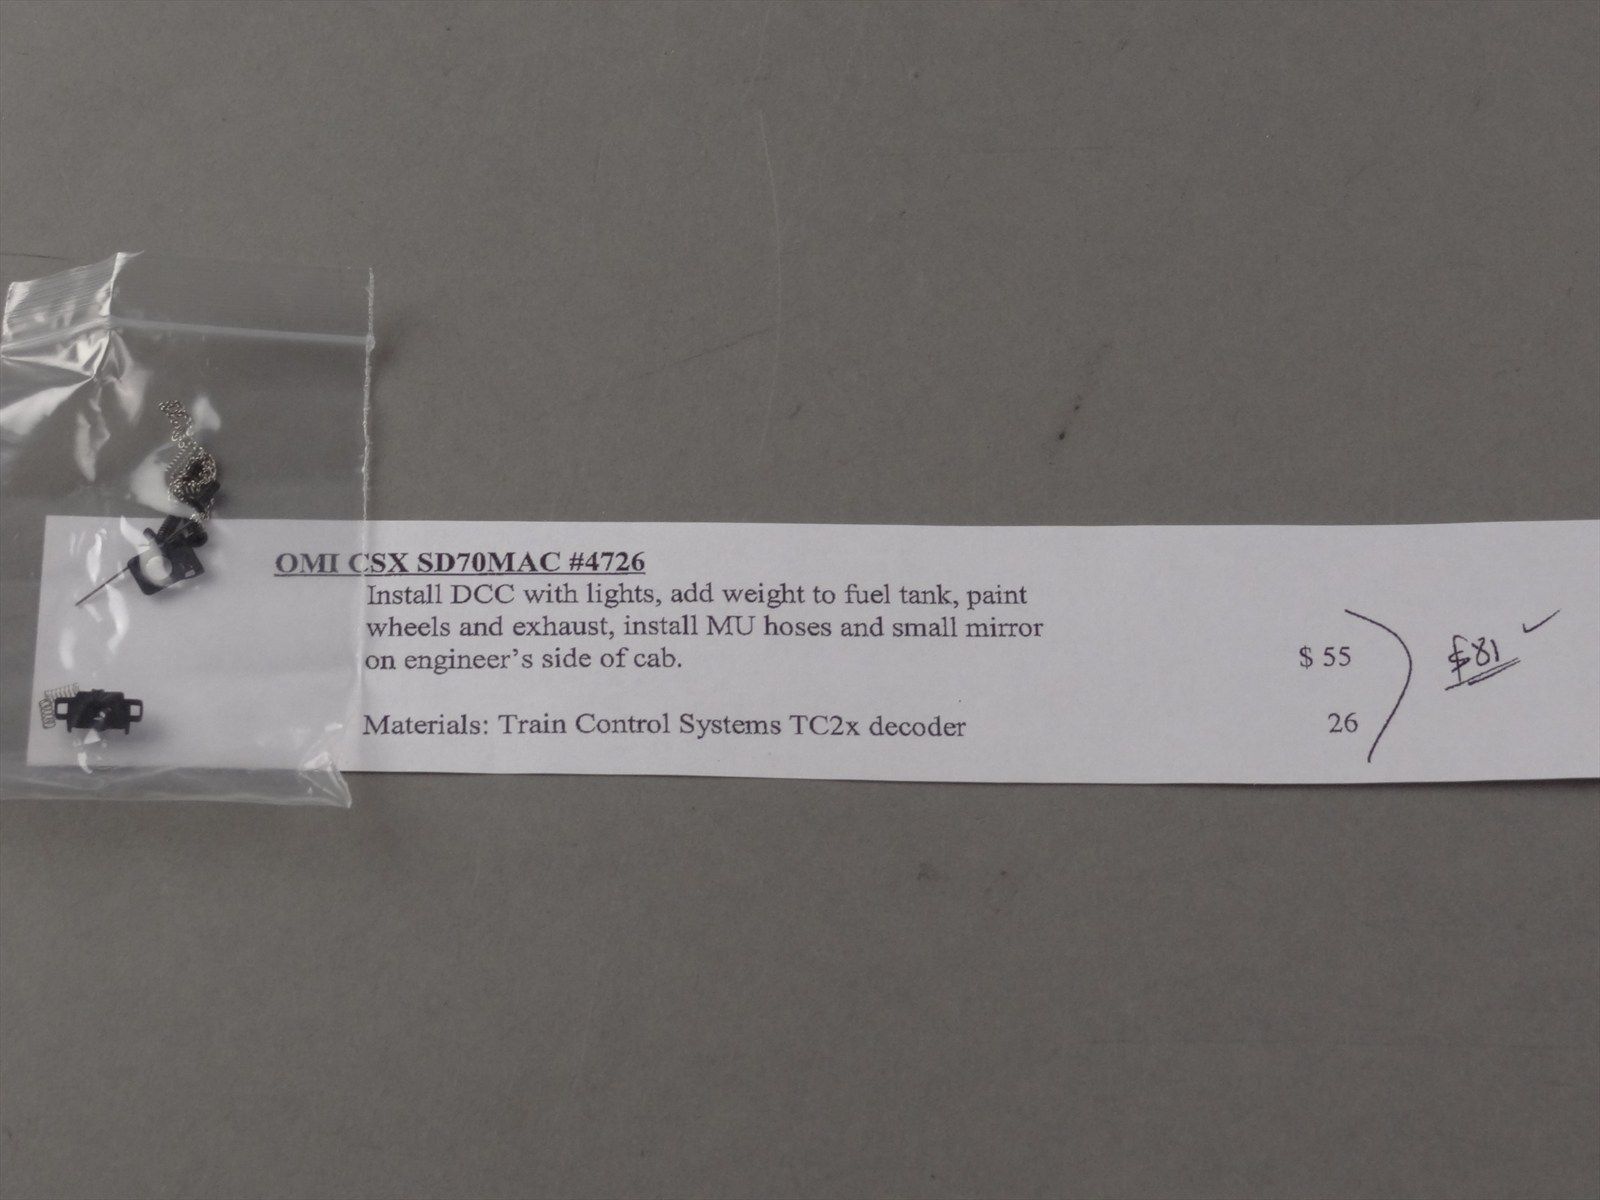 OMI CSX SD70MAC #4726
Install DCC with lights, add weight to fuel tank, paint
wheels and exhaust, install MU hoses and small mirror
on engineer's side of cab. $ 55
$81
Materials: Train Control Systems TC2x decoder 26